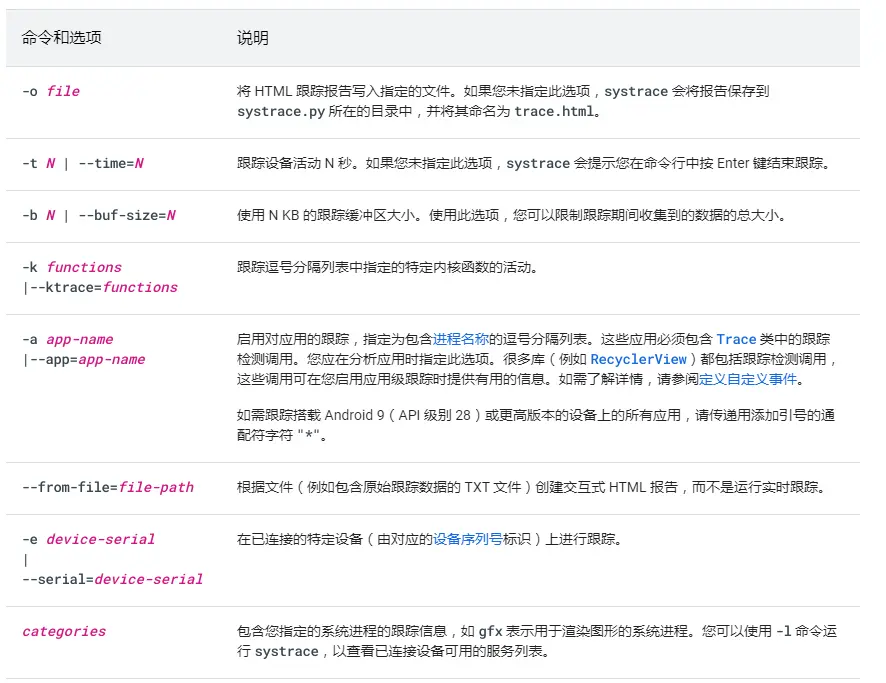 命令和选项 说明
-o file 将 HTML 跟踪报告写入指定的文件。如果您未指定此选项，systrace 会将报告保存到
systrace.py 所在的目录中，并将其命名为 trace.html。
-t N | --time=N 跟踪设备活动 N 秒。如果您未指定此选项，systrace 会提示您在命令行中按 Enter 键结束跟踪。
-b N | --buf-size=N 使用 N KB 的跟踪缓冲区大小。使用此选项，您可以限制跟踪期间收集到的数据的总大小。
-k functions 跟踪逗号分隔列表中指定的特定内核函数的活动。
|--ktrace=functions
-a app-name 启用对应用的跟踪，指定为包含进程名称的逗号分隔列表。这些应用必须包含 Trace 类中的跟踪
|--app=app-name 检测调用。您应在分析应用时指定此选项。很多库（例如 RecyclerView）都包括跟踪检测调用，
这些调用可在您启用应用级跟踪时提供有用的信息。如需了解详情，请参阅定义自定义事件。
如需跟踪搭载 Android 9（API 级别 28）或更高版本的设备上的所有应用，请传递用添加引号的通
配符字符 "*"。
--from-file=file-path 根据文件（例如包含原始跟踪数据的 TXT 文件）创建交互式 HTML 报告，而不是运行实时跟踪。
-e device-serial 在已连接的特定设备（由对应的设备序列号标识）上进行跟踪。
|
--serial=device-serial
categories 包含您指定的系统进程的跟踪信息，如 gfx 表示用于渲染图形的系统进程。您可以使用 -l 命令运
行 systrace，以查看已连接设备可用的服务列表。